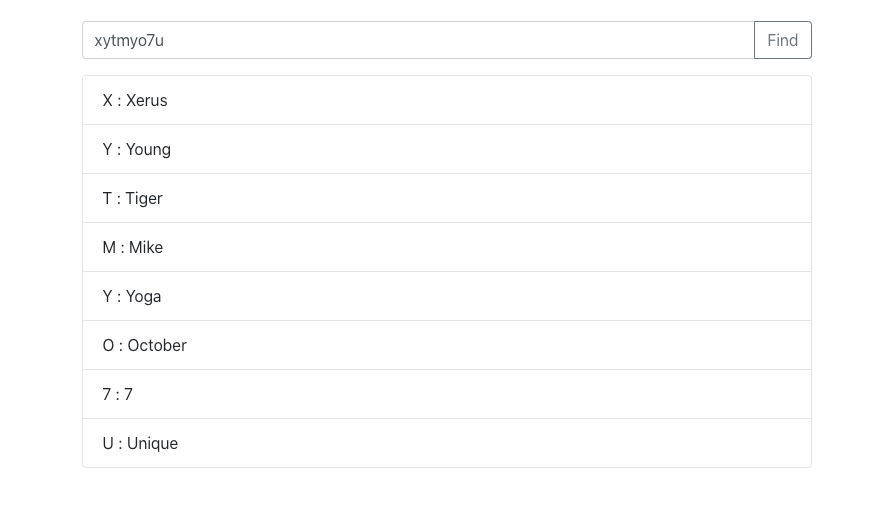 xytmyo7u
Find
X : Xerus
Y : Young
T : Tiger
M : Mike
Y : Yoga
O : October
7 : 7
U : Unique